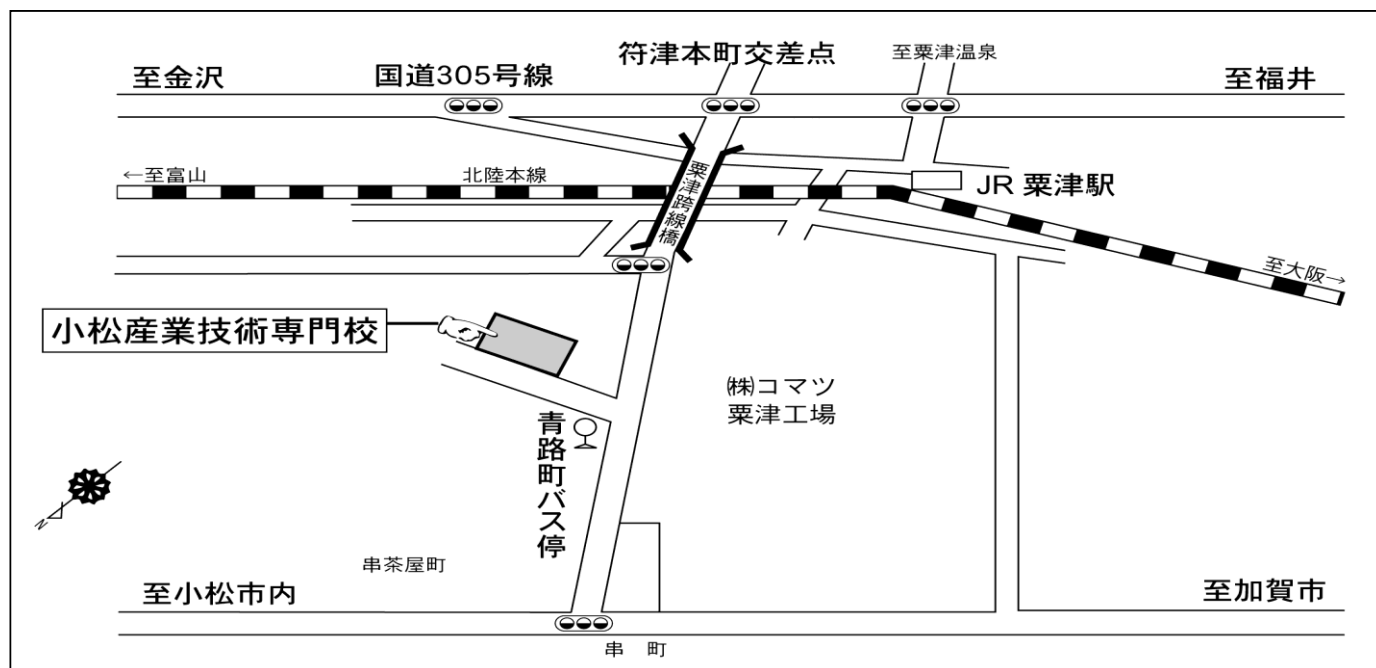 符津本町交差点
至粟津温泉
至金沢
国道305号線
至福井
←至富山
北陸本線
粟津跨線橋
JR 粟津駅
至大阪→
小松産業技術専門校
㈱コマツ
粟津工場
青路町バス停
N
串茶屋町
至小松市内
至加賀市
串 町